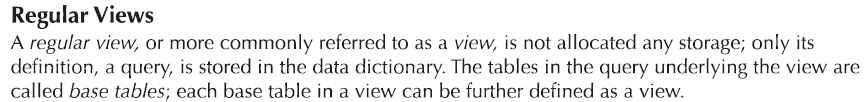 Regular Views
A regular view, or more commonly referred to as a view, is not allocated any storage; only its
definition, a query, is stored in the data dictionary. The tables in the query underlying the view are
called base tables; each base table in a view can be further defined as a view.